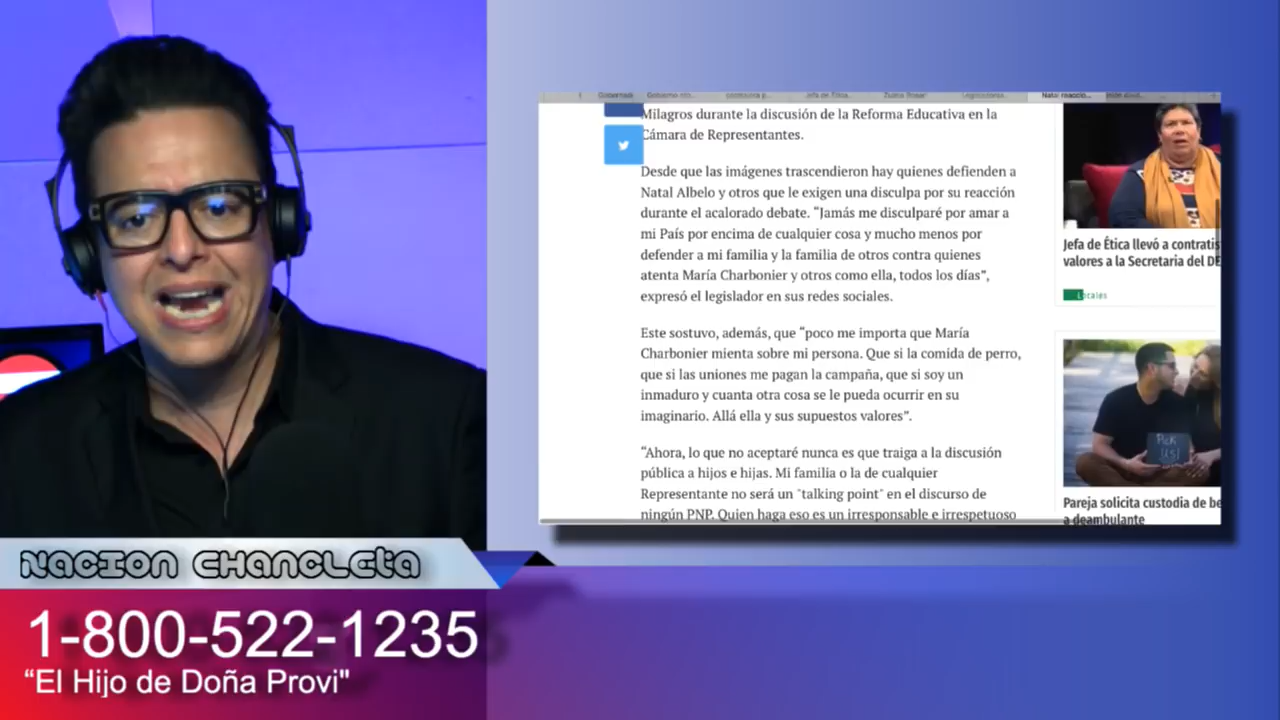 NACION CHANCLETA
1-800-522-1235
“El Hijo de Doña Provi"
Milagros durante la discusión de la Reforma Educativa en la
Cámara de Representantes.
Desde que las imágenes trascendieron hay quienes defienden a
Natal Albelo y otros que le exigen una disculpa por su reacción
durante el acalorado debate. “Jamás me disculparé por amar a
mi País por encima de cualquier cosa y mucho menos por
defender a mi familia y la familia de otros contra quienes
atenta María Charbonier y otros como ella, todos los días”,
expresó el legislador en sus redes sociales.
Este sostuvo, además, que “poco me importa que María
Charbonier mienta sobre mi persona. Que si la comida de perro,
que si las uniones me pagan la campaña, que si soy un
inmaduro y cuanta otra cosa se le pueda ocurrir en su
imaginario. Allá ella y sus supuestos valores”.
“Ahora, lo que no aceptaré nunca es que traiga a la discusión
pública a hijos e hijas. Mi familia o la de cualquier
Representante no será un "talking point" en el discurso de
ningún PNP. Quien haga eso es un irresponsable e irrespetuoso
Jefa de Ética llevó a contratis
valores a la Secretaria del DE
Locales
Pick
us!
Pareja solicita custodia de be
a deambulante